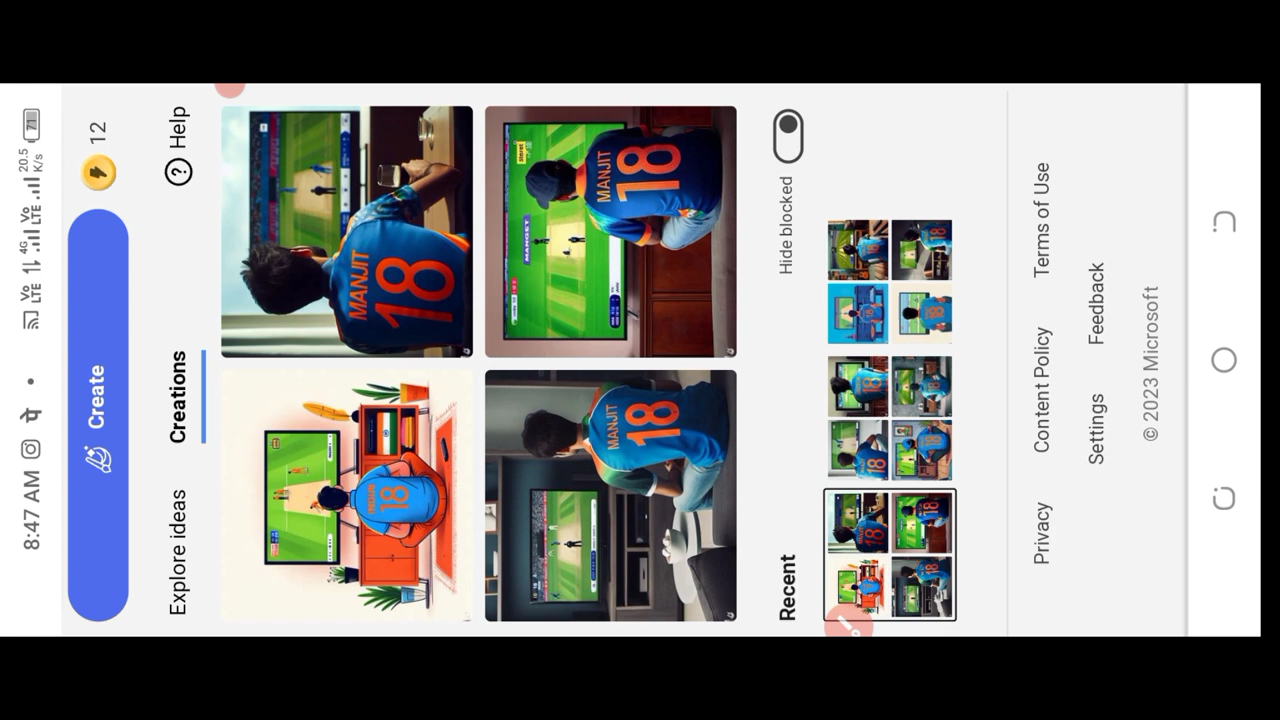 8:47 AM
Vo LTE
4G
Vo LTE
20.5 K/s
71
Create
12
Explore ideas
Creations
Help
18
MANJIT
18
MANJIT
18
MANJIT
18
Recent
Hide blocked
Privacy
Content Policy
Terms of Use
Settings
Feedback
© 2023 Microsoft